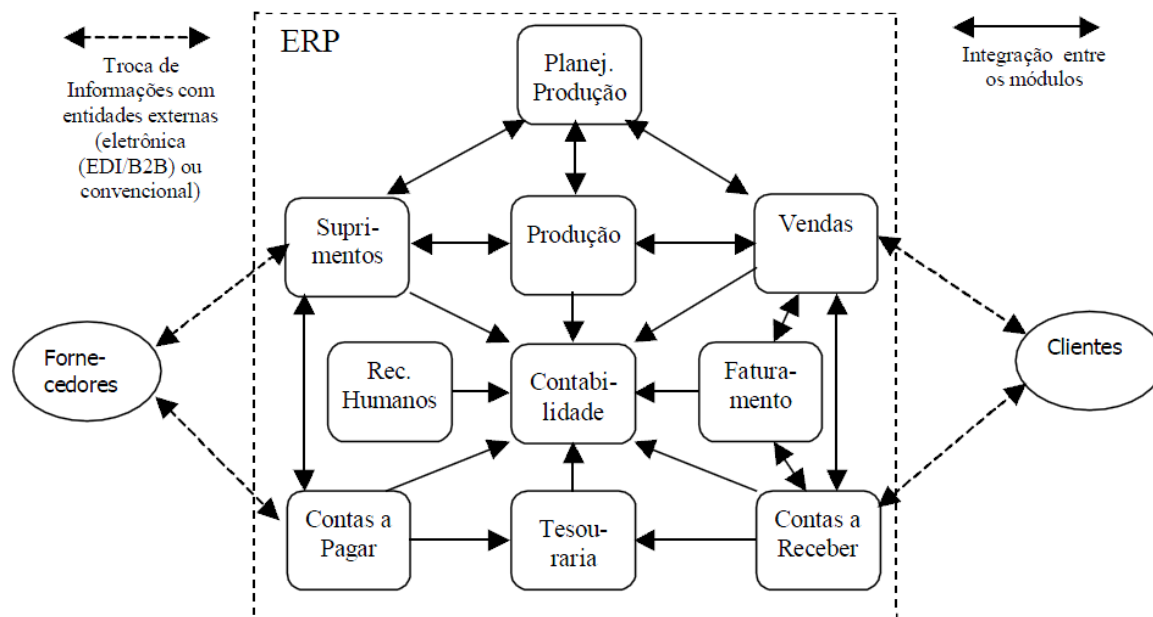 Troca de
Informações com
entidades externas
(eletrônica
(EDI/B2B) ou
convencional)
ERP
Integração entre
os módulos
Planej.
Produção
Supri-
mentos
Produção
Vendas
Forne-
cedores
Rec.
Humanos
Contabi-
lidade
Fatura-
mento
Clientes
Contas a
Pagar
Tesou-
raria
Contas a
Receber